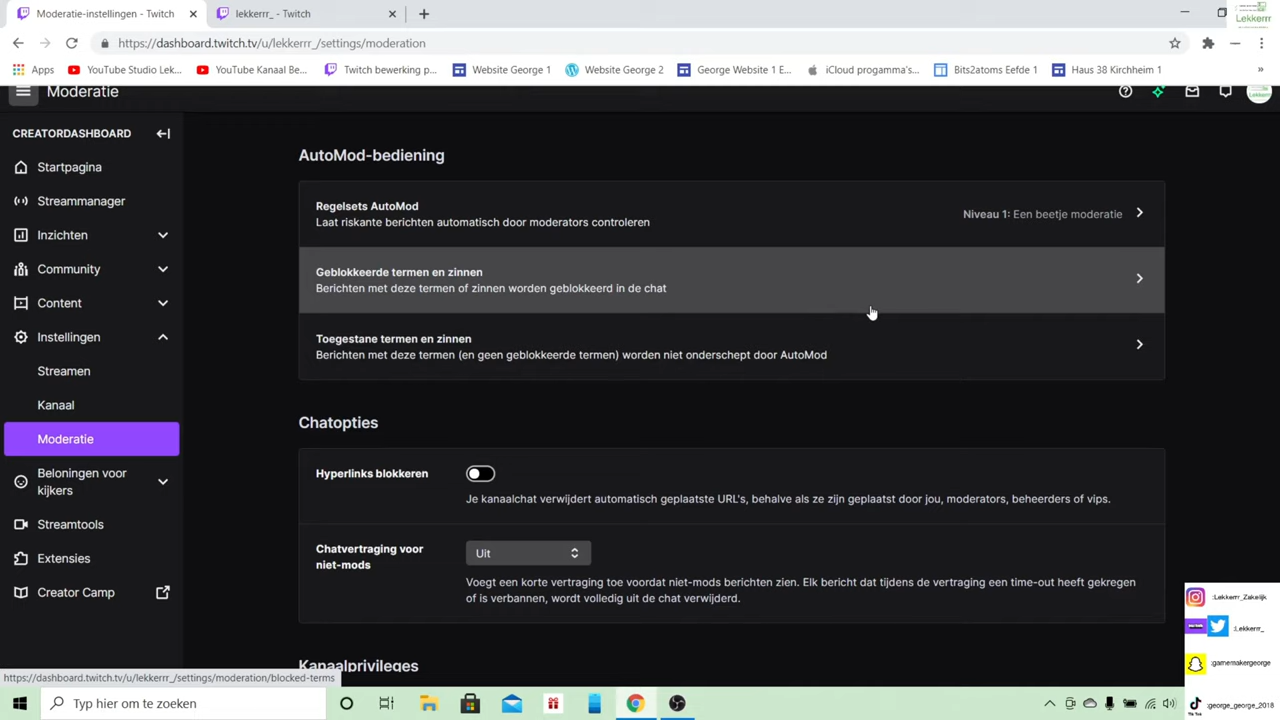 Moderatie-instellingen - Twitch
lekkerrr_ - Twitch
https://dashboard.twitch.tv/u/lekkerrr_/settings/moderation
Lekkerrr
Apps
YouTube Studio Lek...
YouTube Kanaal Be...
Twitch bewerking p...
Website George 1
Website George 2
George Website 1 E...
iCloud progamma's...
Bits2atoms Eefde 1
Haus 38 Kirchheim 1
»
Moderatie
CREATORDASHBOARD
Startpagina
Streammanager
Inzichten
Community
Content
Instellingen
Streamen
Kanaal
Moderatie
Beloningen voor
kijkers
Streamtools
Extensies
Creator Camp
AutoMod-bediening
Regelsets AutoMod
Laat riskante berichten automatisch door moderators controleren
Niveau 1: Een beetje moderatie
Geblokkeerde termen en zinnen
Berichten met deze termen of zinnen worden geblokkeerd in de chat
Toegestane termen en zinnen
Berichten met deze termen (en geen geblokkeerde termen) worden niet onderschept door AutoMod
Chatopties
Hyperlinks blokkeren
Je kanaalchat verwijdert automatisch geplaatste URL's, behalve als ze zijn geplaatst door jou, moderators, beheerders of vips.
Chatvertraging voor
niet-mods
Uit
Voegt een korte vertraging toe voordat niet-mods berichten zien. Elk bericht dat tijdens de vertraging een time-out heeft gekregen
of is verbannen, wordt volledig uit de chat verwijderd.
Kanaalprivileges
https://dashboard.twitch.tv/u/lekkerrr_/settings/moderation/blocked-terms
:Lekkerrr_Zakelijk
:Lekkerrr_
:gamemakergeorge
:george_george_2018
Typ hier om te zoeken